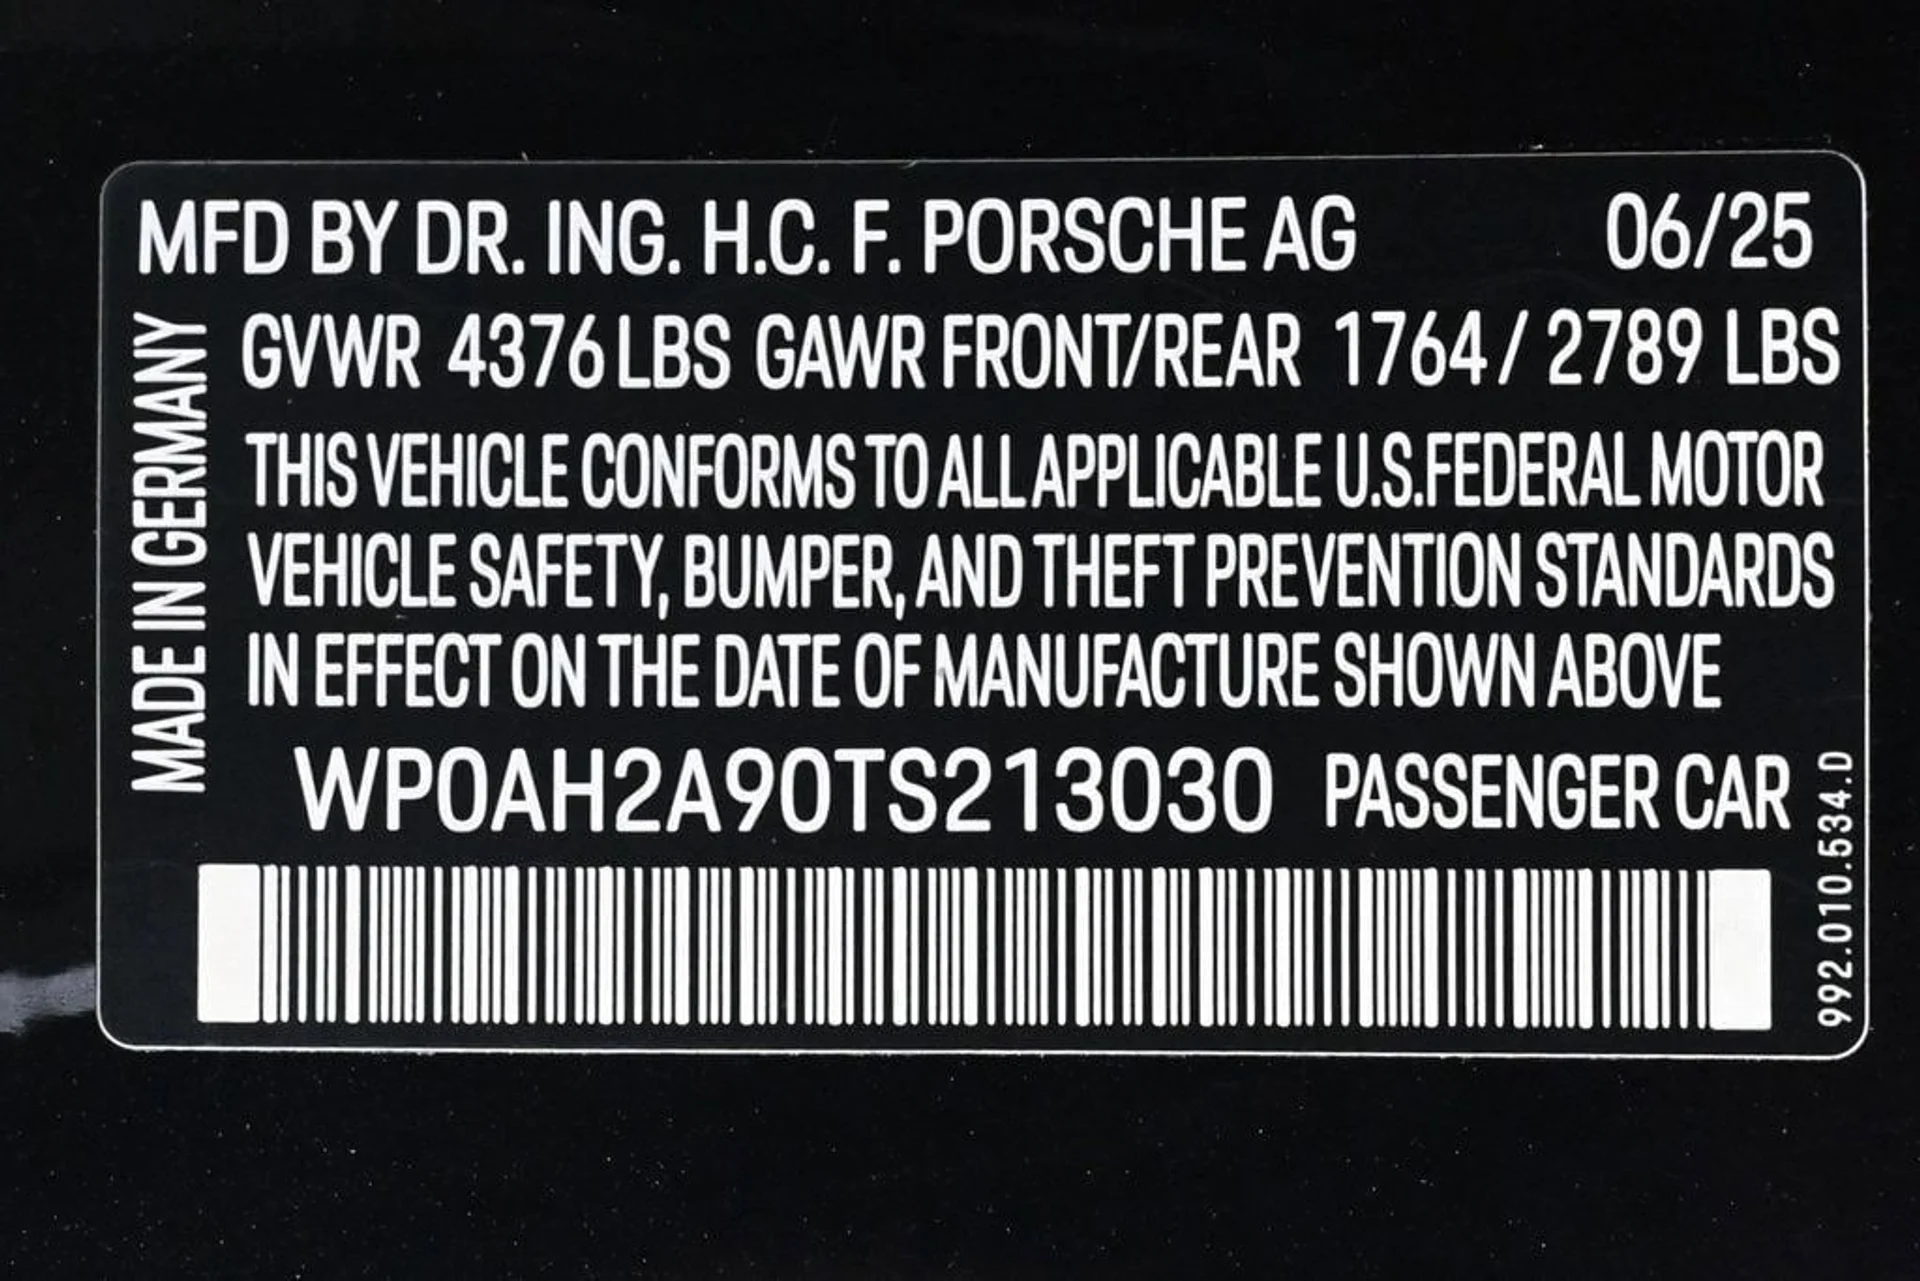 MFD BY DR. ING. H.C. F. PORSCHE AG 06/25
MADE IN GERMANY
GVWR 4376 LBS GAWR FRONT/REAR 1764 / 2789 LBS
THIS VEHICLE CONFORMS TO ALL APPLICABLE U.S.FEDERAL MOTOR
VEHICLE SAFETY, BUMPER, AND THEFT PREVENTION STANDARDS
IN EFFECT ON THE DATE OF MANUFACTURE SHOWN ABOVE
WP0AH2A90TS213030 PASSENGER CAR
992.010.534.D